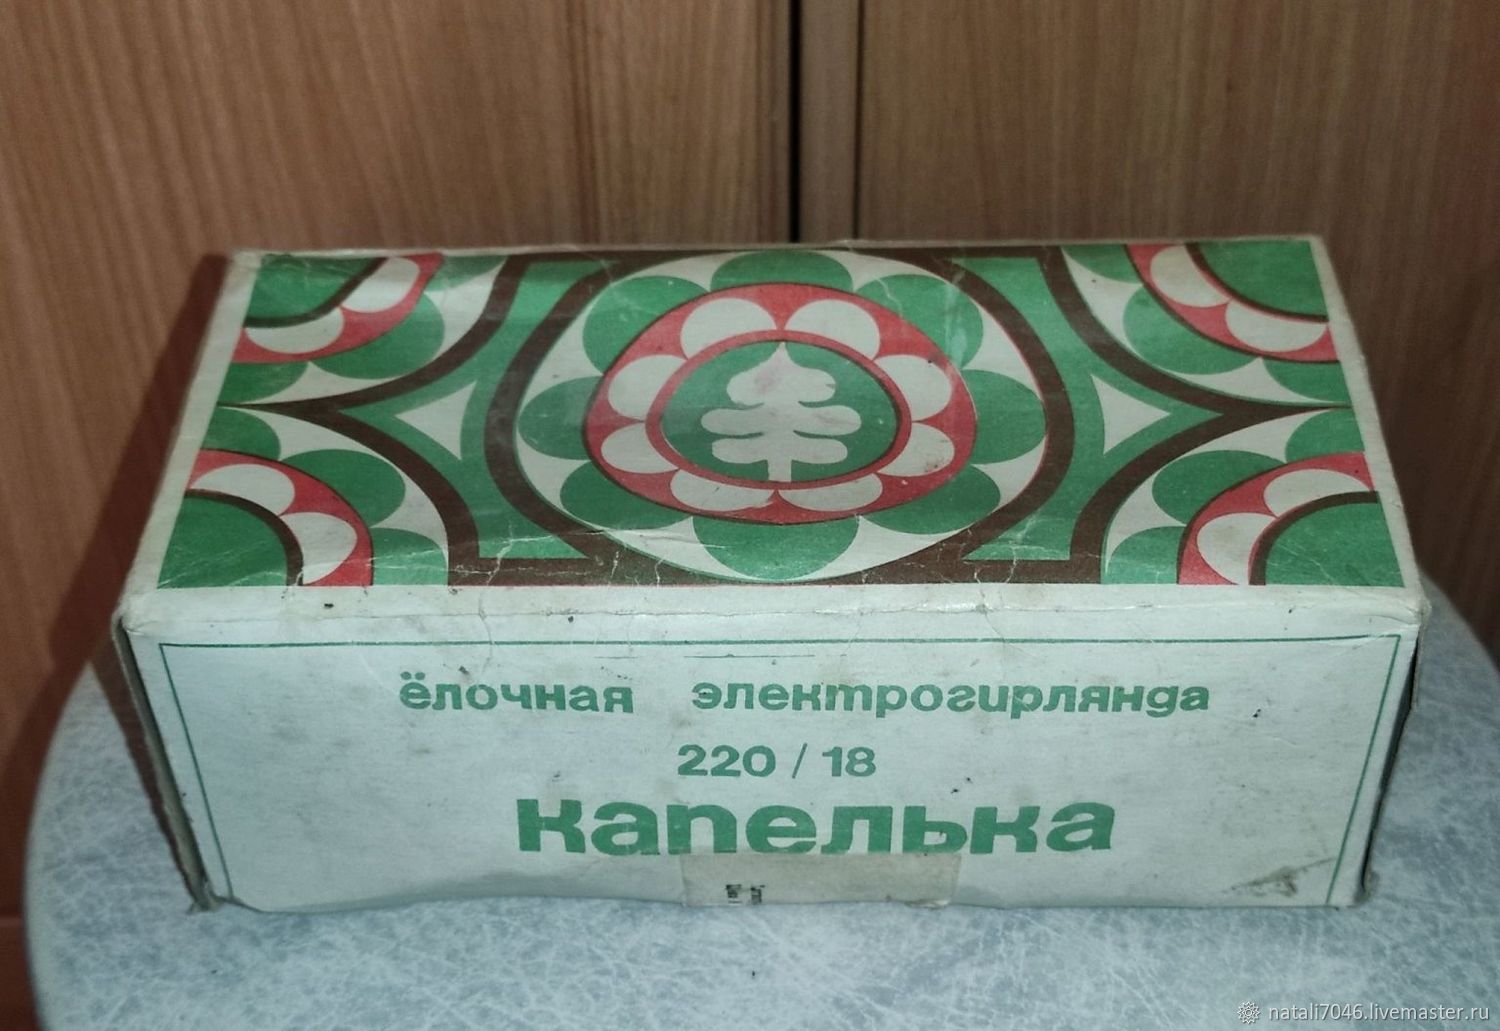 ёлочная электрогирлянда
220 / 18
капелька
natali7046.livemaster.ru